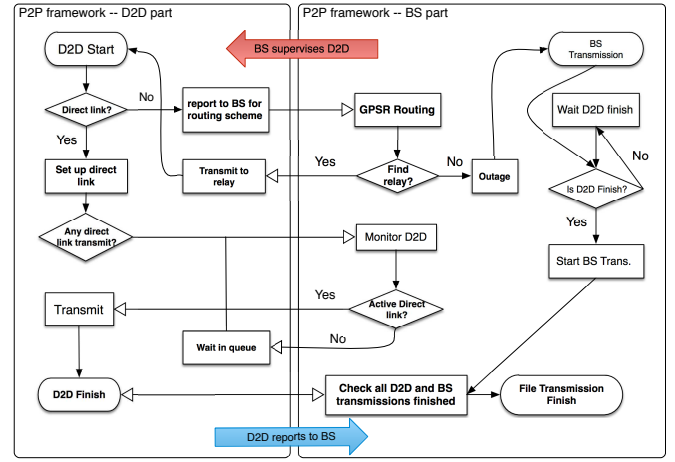 P2P framework -- D2D part
P2P framework -- BS part
D2D Start
BS supervises D2D
BS
Transmission
Direct link?
No
report to BS for
routing scheme
GPSR Routing
Wait D2D finish
Yes
No
Set up direct
link
Transmit to
relay
Yes
Find
relay?
No
Outage
Is D2D Finish?
Yes
Any direct
link transmit?
Monitor D2D
Start BS Trans.
Transmit
Yes
Active Direct
link?
Wait in queue
No
D2D Finish
Check all D2D and BS
transmissions finished
File Transmission
Finish
D2D reports to BS